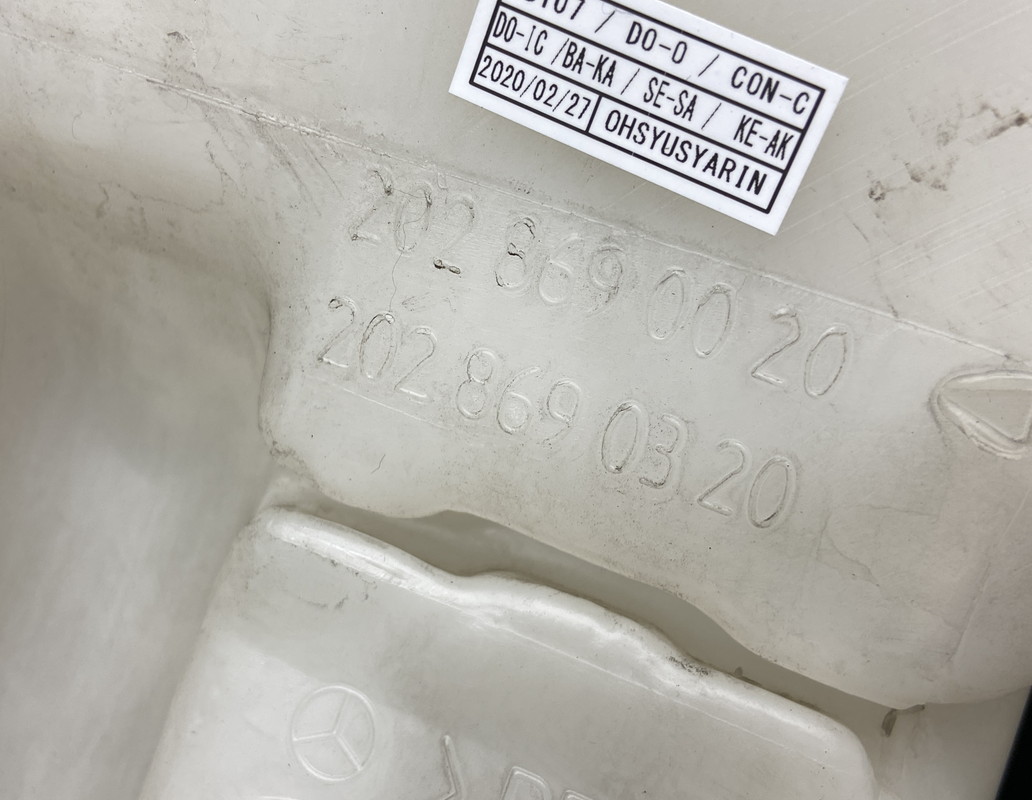 / DO-O / CON-C
DO-IC /BA-KA / SE-SA / KE-AK
2020/02/27 OHSYUSYARIN
202 869 00 20
202 869 03 20